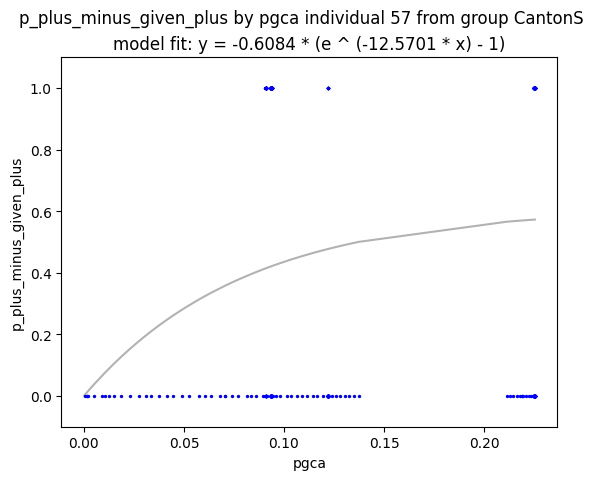 p_plus_minus_given_plus by pgca individual 57 from group CantonS
model fit: y = -0.6084 * (e ^ (-12.5701 * x) - 1)
1.0
0.8
0.6
0.4
0.2
0.0
p_plus_minus_given_plus
0.00 0.05 0.10 0.15 0.20
pgca